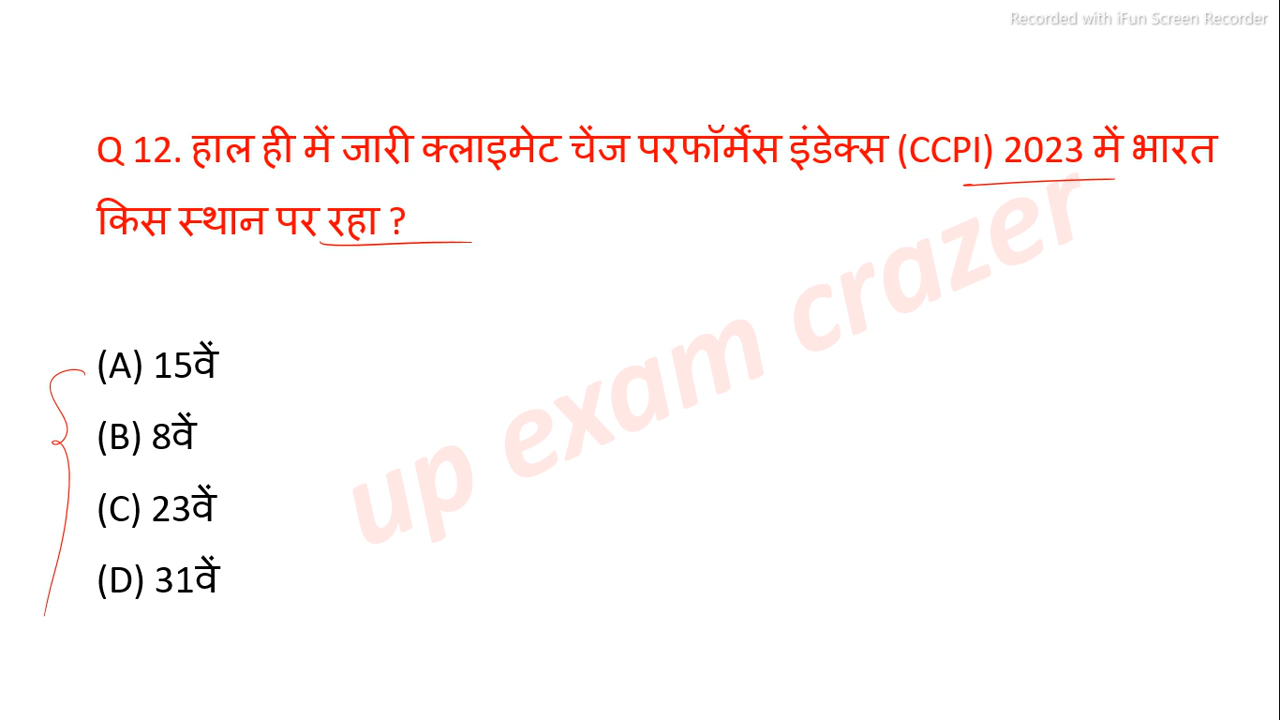 Recorded with iFun Screen Recorder
Q 12. हाल ही में जारी क्लाइमेट चेंज परफॉर्मेंस इंडेक्स (CCPI) 2023 में भारत
किस स्थान पर रहा ?
(A) 15वें
(B) 8वें
(C) 23वें
(D) 31वें
up exam crazer